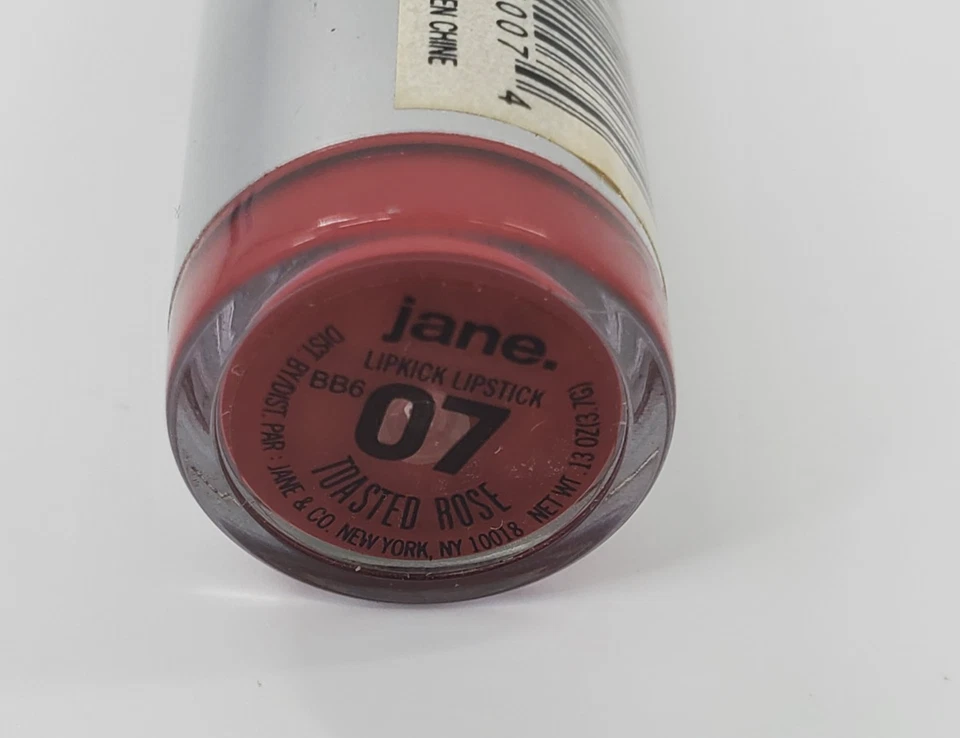 EN CHINE
007 4
jane.
LIPKICK LIPSTICK
BB6
07
TOASTED ROSE
DIST BY/DIST. PAR : JANE & CO. NEW YORK, NY 10018 NET WT .13 OZ(3.7G)